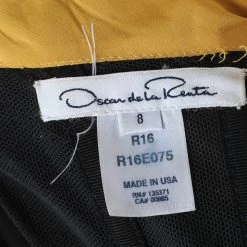 Oscar de la Renta
8
R16
R16E075
MADE IN USA
RN# 135371
CA# 00885